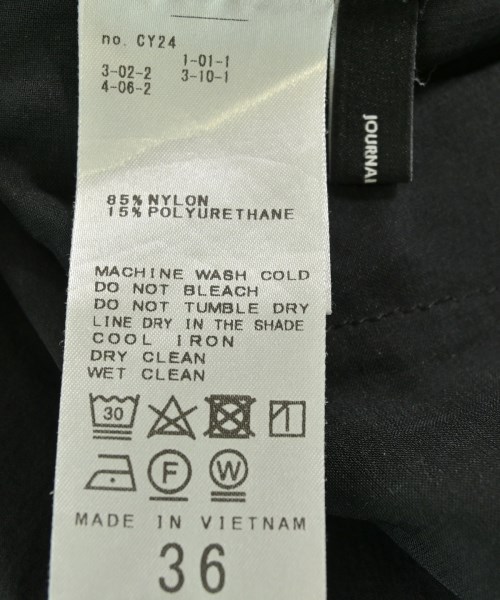 no. CY24
1-01-1
3-02-2 3-10-1
4-06-2
JOURNAL
85% NYLON
15% POLYURETHANE
MACHINE WASH COLD
DO NOT BLEACH
DO NOT TUMBLE DRY
LINE DRY IN THE SHADE
COOL IRON
DRY CLEAN
WET CLEAN
30
F W
MADE IN VIETNAM
36